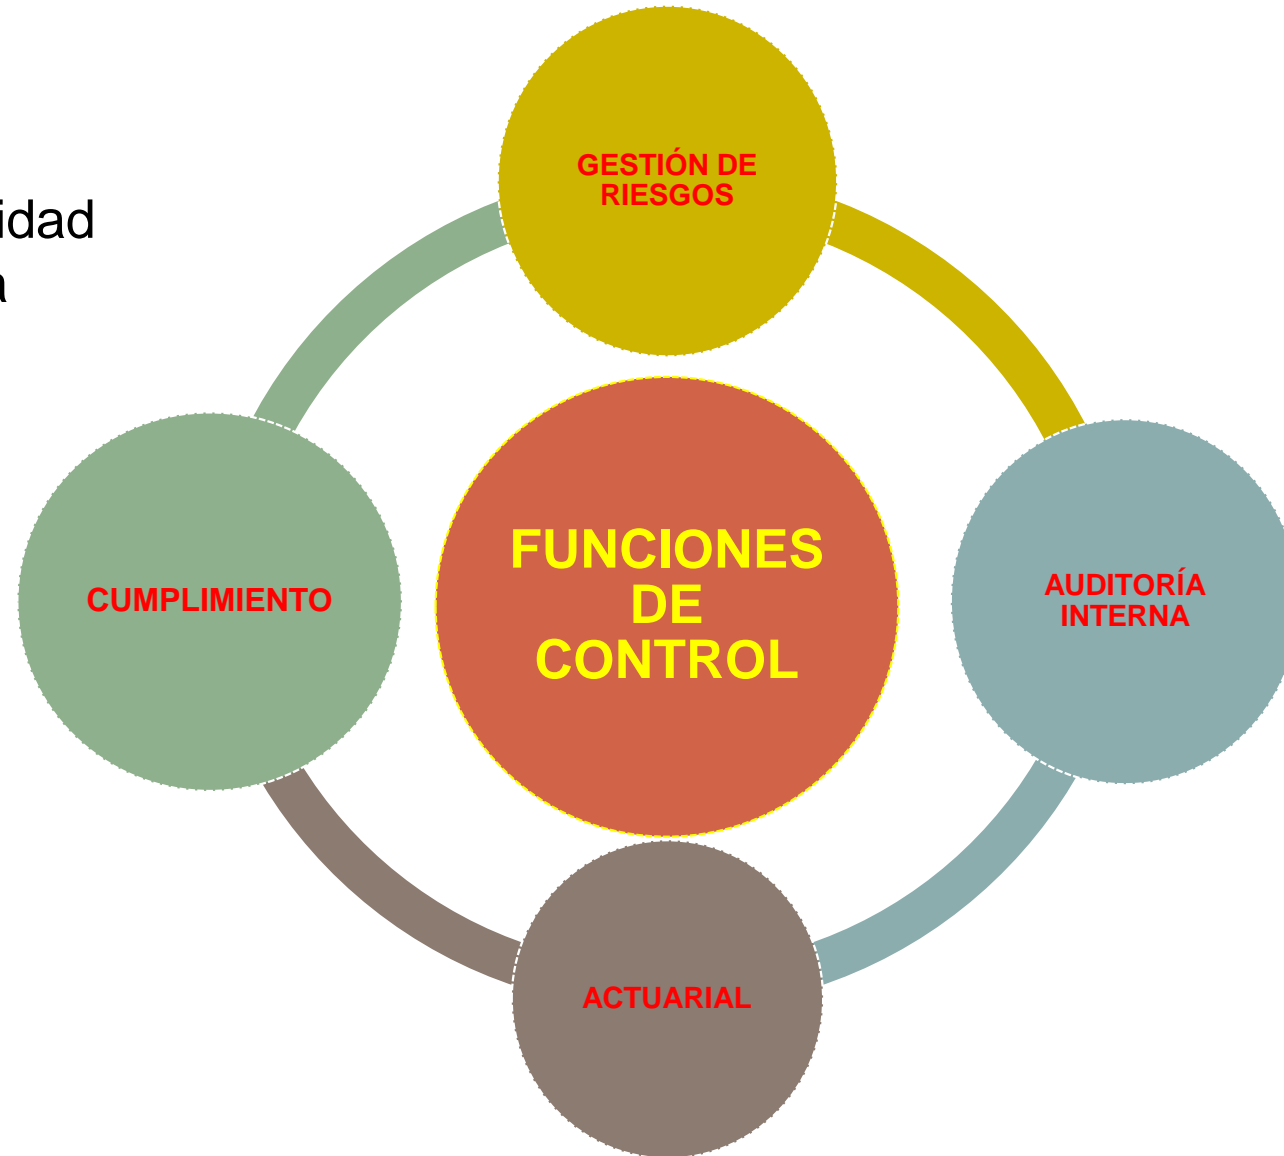 GESTIÓN DE
RIESGOS
idad
a
FUNCIONES
DE
CONTROL
CUMPLIMIENTO
AUDITORÍA
INTERNA
ACTUARIAL